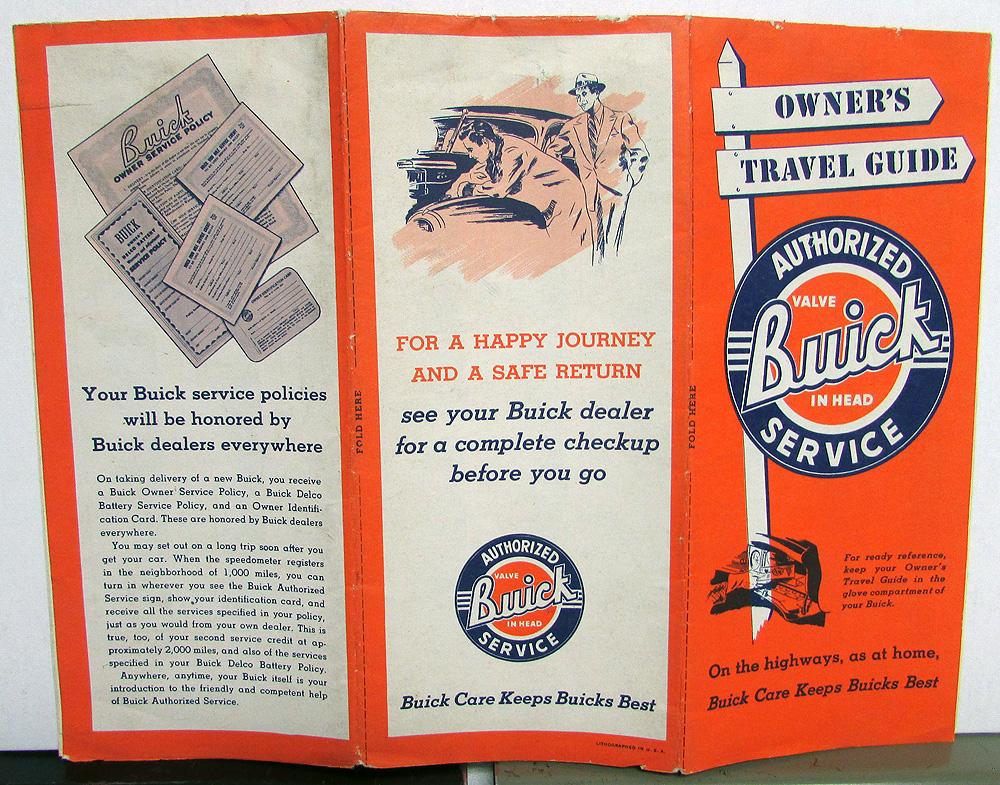 Buick
OWNER SERVICE POLICY
BUICK
SERVICE POLICY
Your Buick service policies
will be honored by
Buick dealers everywhere
On taking delivery of a new Buick, you receive
a Buick Owner Service Policy, a Buick Delco
Battery Service Policy, and an Owner Identifi-
cation Card. These are honored by Buick dealers
everywhere.
You may set out on a long trip soon after you
get your car. When the speedometer registers
in the neighborhood of 1,000 miles, you can
turn in wherever you see the Buick Authorized
Service sign, show your identification card, and
receive all the services specified in your policy,
just as you would from your own dealer. This is
true, too, of your second service credit at ap-
proximately 2,000 miles, and also of the services
specified in your Buick Delco Battery Policy.
Anywhere, anytime, your Buick itself is your
introduction to the friendly and competent help
of Buick Authorized Service.
FOLD HERE
FOR A HAPPY JOURNEY
AND A SAFE RETURN
see your Buick dealer
for a complete checkup
before you go
AUTHORIZED
VALVE
Buick
IN HEAD
SERVICE
Buick Care Keeps Buicks Best
LITHOGRAPHED IN U. S. A.
FOLD HERE
OWNER'S
TRAVEL GUIDE
AUTHORIZED
VALVE
Buick
IN HEAD
SERVICE
For ready reference,
keep your Owner's
Travel Guide in the
glove compartment of
your Buick.
On the highways, as at home,
Buick Care Keeps Buicks Best